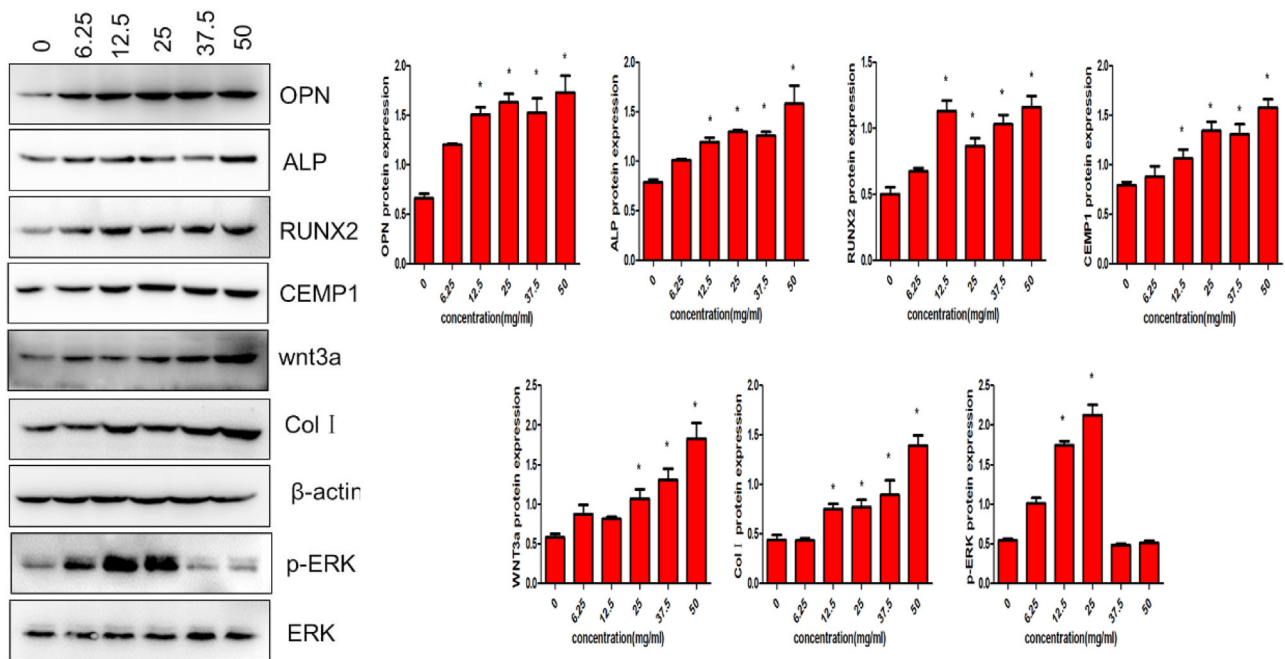 0 6.25 12.5 25 37.5 50
OPN
ALP
RUNX2
CEMP1
wnt3a
Col Ⅰ
β-actin
p-ERK
ERK
OPN protein expression
2.0
1.5
1.0
0.5
0.0
* * * *
0 6.25 12.5 25 37.5 50
concentration(mg/ml)
ALP protein expression
2.0
1.5
1.0
0.5
0.0
* * * *
0 6.25 12.5 25 37.5 50
concentration(mg/ml)
RUNX2 protein expression
1.5
1.0
0.5
0.0
* * * *
0 6.25 12.5 25 37.5 50
concentration(mg/ml)
CEMP1 protein expression
2.0
1.5
1.0
0.5
0.0
* * * *
0 6.25 12.5 25 37.5 50
concentration(mg/ml)
WNT3a protein expression
2.5
2.0
1.5
1.0
0.5
0.0
* * *
0 6.25 12.5 25 37.5 50
concentration(mg/ml)
Col Ⅰ protein expression
2.0
1.5
1.0
0.5
0.0
* * * *
0 6.25 12.5 25 37.5 50
concentration(mg/ml)
p-ERK protein expression
2.5
2.0
1.5
1.0
0.5
0.0
* *
0 6.25 12.5 25 37.5 50
concentration(mg/ml)